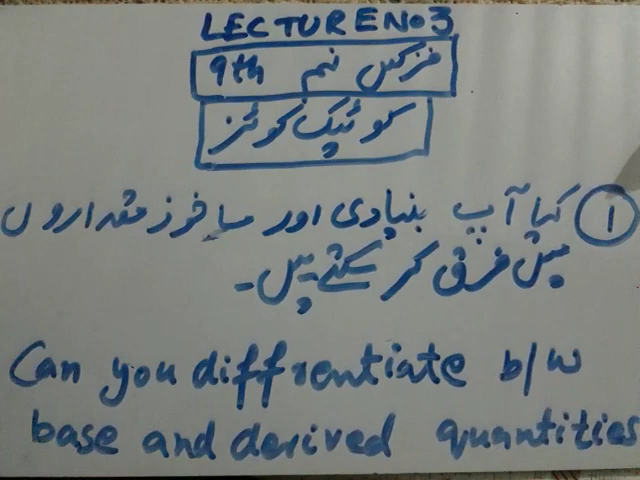 LECTURE No 3
فزکس نہم 9th
کوئیک کوئز
① کیا آپ بنیادی اور ماخوذ مقداروں
میں فرق کر سکتے ہیں۔
Can you diffrentiate b/w
base and derived quantities